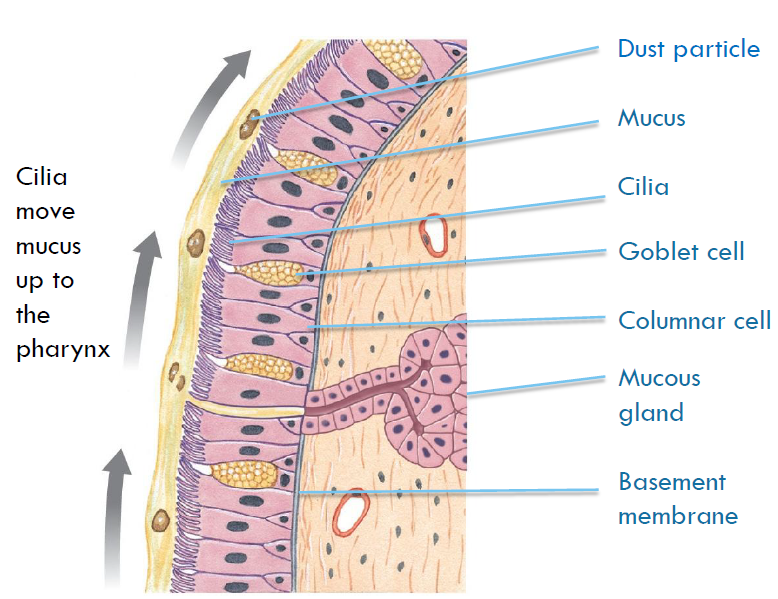 Cilia
move
mucus
up to
the
pharynx
Dust particle
Mucus
Cilia
Goblet cell
Columnar cell
Mucous
gland
Basement
membrane